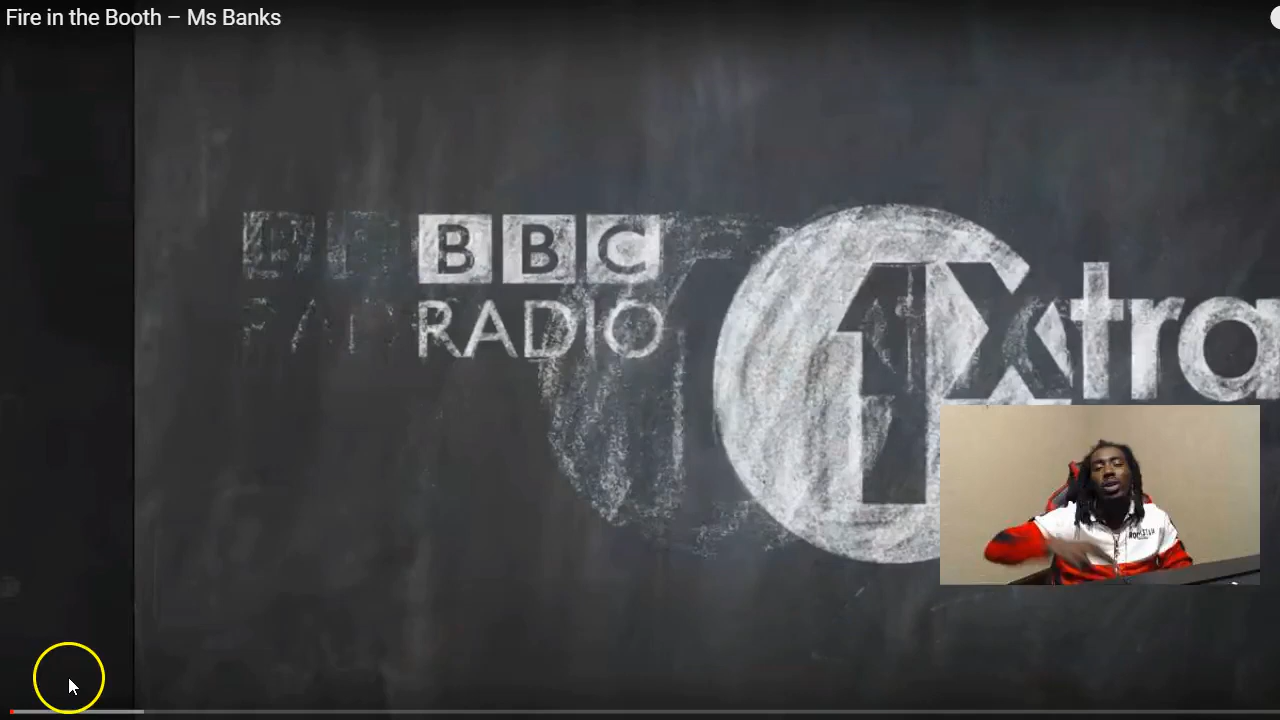 Fire in the Booth – Ms Banks
BBC
RADIO
1Xtra